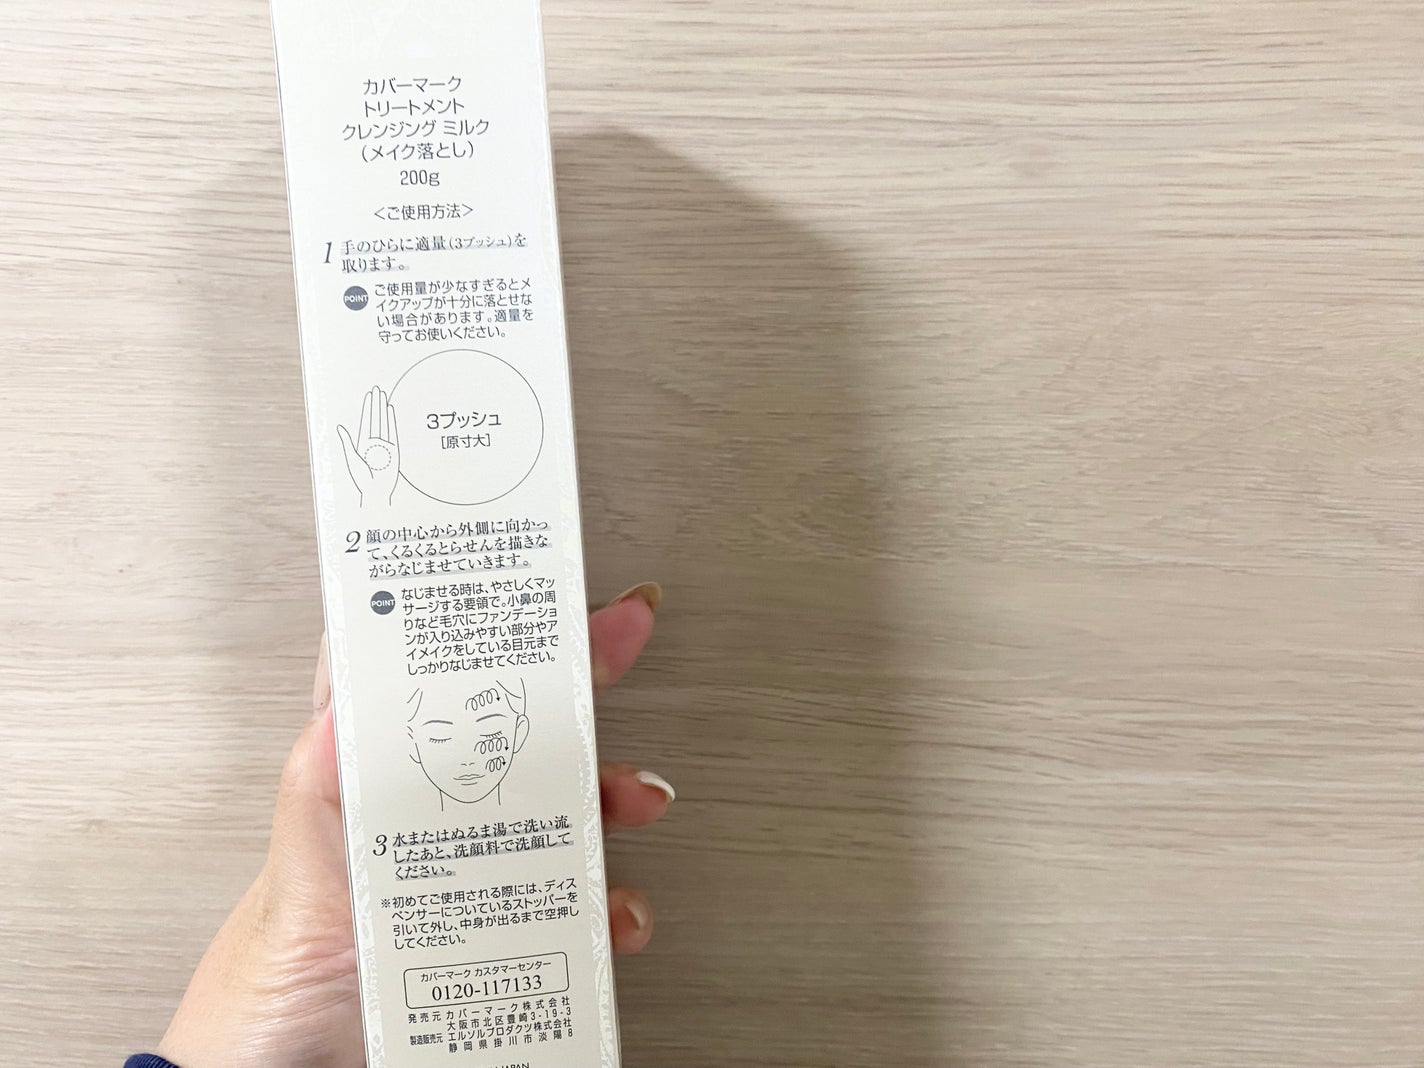 カバーマーク
トリートメント
クレンジング ミルク
(メイク落とし)
200g
＜ご使用方法＞
1 手のひらに適量(3プッシュ)を
取ります。
POINT ご使用量が少なすぎるとメ
イクアップが十分に落とせな
い場合があります。適量を
守ってお使いください。
3プッシュ
[原寸大]
2 顔の中心から外側に向かっ
て、くるくるとらせんを描きな
がらなじませていきます。
POINT なじませる時は、やさしくマッ
サージする要領で。小鼻の周
りなど毛穴にファンデーショ
ンが入り込みやすい部分やア
イメイクをしている目元まで
しっかりなじませてください。
3 水またはぬるま湯で洗い流
したあと、洗顔料で洗顔して
ください。
※初めてご使用される際には、ディス
ペンサーについているストッパーを
引いて外し、中身が出るまで空押し
してください。
カバーマーク カスタマーセンター
0120-117133
発売元 カバーマーク株式会社
大阪市北区豊崎3-19-3
製造販売元 エルソルプロダクツ株式会社
静岡県掛川市淡陽8
JAPAN